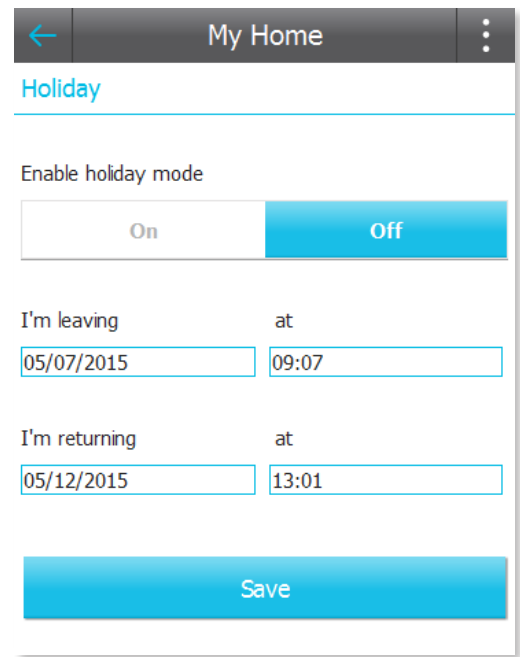 My Home
Holiday
Enable holiday mode
On Off
I'm leaving at
05/07/2015 09:07
I'm returning at
05/12/2015 13:01
Save